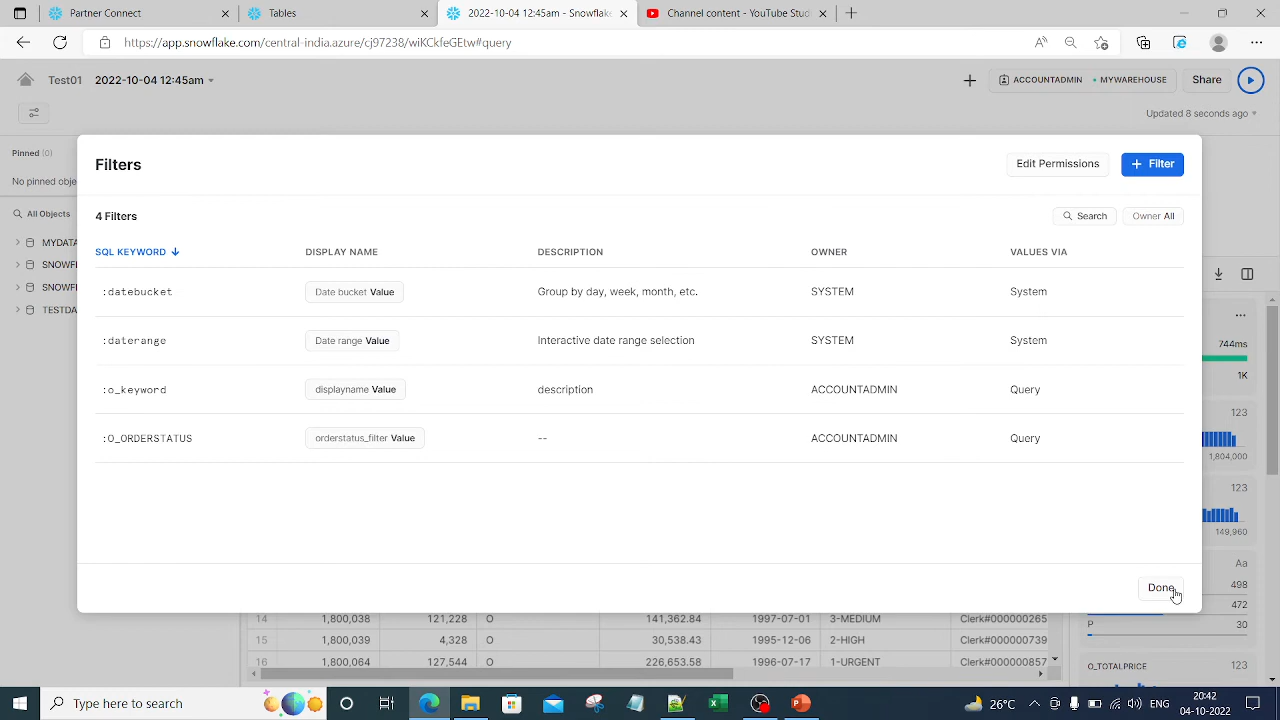 Partner Connect
Tables
2022-10-04 12:45am - Snowflake
Channel content - YouTube Stud
https://app.snowflake.com/central-india.azure/cj97238/wiKCkfeGEtw#query
Test01
2022-10-04 12:45am
ACCOUNTADMIN
MYWAREHOUSE
Share
Updated 8 seconds ago
Pinned (0)
No pinned obje
All Objects
MYDATA
SNOWF
SNOWF
TESTDA
Filters
Edit Permissions
+ Filter
4 Filters
Search
Owner All
SQL KEYWORD
DISPLAY NAME
DESCRIPTION
OWNER
VALUES VIA
:datebucket
Date bucket Value
Group by day, week, month, etc.
SYSTEM
System
:daterange
Date range Value
Interactive date range selection
SYSTEM
System
:o_keyword
displayname Value
description
ACCOUNTADMIN
Query
:O_ORDERSTATUS
orderstatus_filter Value
--
ACCOUNTADMIN
Query
Done
744ms
1K
123
1,804,000
123
149,960
Aa
498
472
P 30
O_TOTALPRICE 123
14 1,800,038 121,228 O 141,362.84 1997-07-01 3-MEDIUM Clerk#000000265
15 1,800,039 4,328 O 30,538.43 1995-12-06 2-HIGH Clerk#000000739
16 1,800,064 127,544 O 226,653.58 1996-07-17 1-URGENT Clerk#000000857
Type here to search
26°C
ENG
20:42
04-10-2022